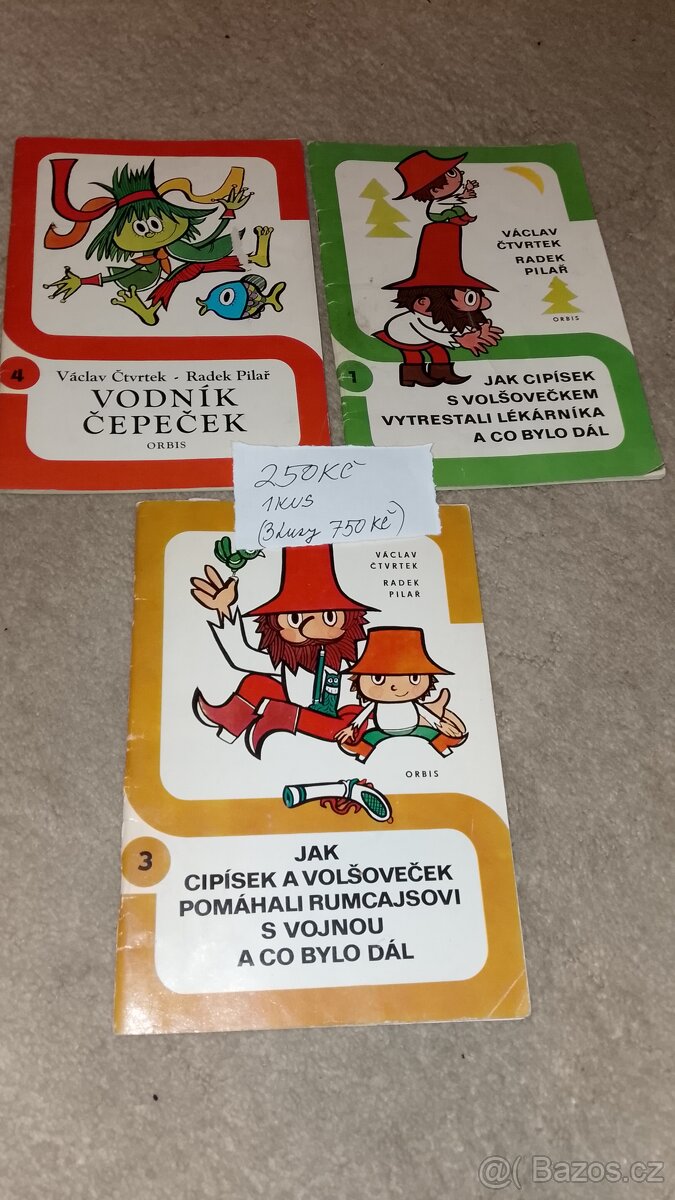 4
Václav Čtvrtek - Radek Pilař
VODNÍK
ČEPEČEK
ORBIS
VÁCLAV
ČTVRTEK
RADEK
PILAŘ
ORBIS
1
JAK CIPÍSEK
S VOLŠOVEČKEM
VYTRESTALI LÉKÁRNÍKA
A CO BYLO DÁL
250Kč
1KUS
(3kusy 750Kč)
VÁCLAV
ČTVRTEK
RADEK
PILAŘ
ORBIS
3
JAK
CIPÍSEK A VOLŠOVEČEK
POMÁHALI RUMCAJSOVI
S VOJNOU
A CO BYLO DÁL
@( Bazos.cz